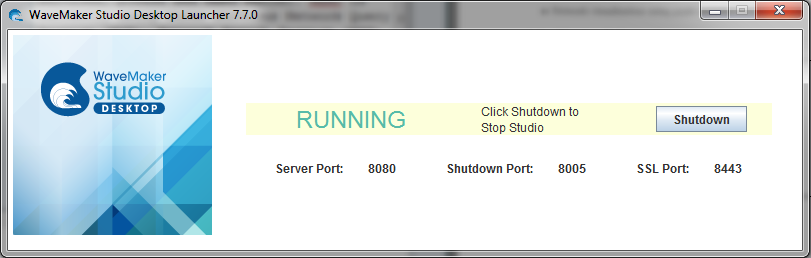 WaveMaker Studio Desktop Launcher 7.7.0
WaveMaker
Studio
DESKTOP
RUNNING
Click Shutdown to
Stop Studio
Shutdown
Server Port: 8080 Shutdown Port: 8005 SSL Port: 8443